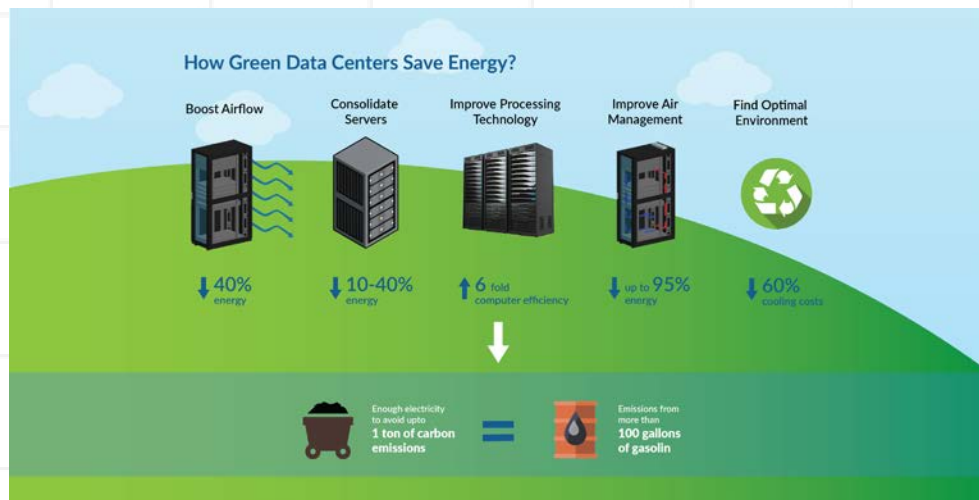 How Green Data Centers Save Energy?
Boost Airflow
Consolidate
Servers
Improve Processing
Technology
Improve Air
Management
Find Optimal
Environment
40%
energy
10-40%
energy
6 fold
computer efficiency
up to 95%
energy
60%
cooling costs
Enough electricity
to avoid upto
1 ton of carbon
emissions
Emissions from
more than
100 gallons
of gasolin